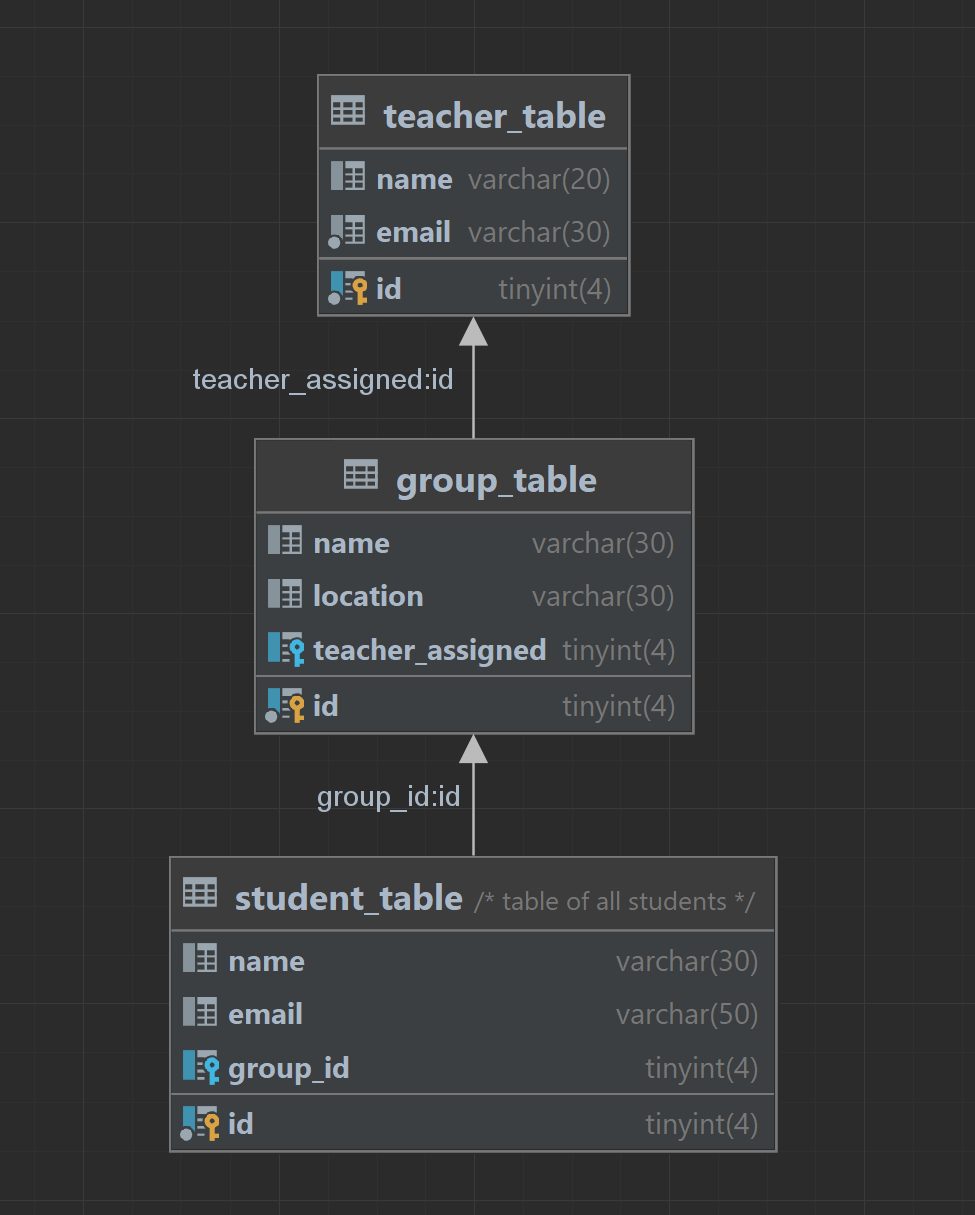 teacher_table
name varchar(20)
email varchar(30)
id tinyint(4)
teacher_assigned:id
group_table
name varchar(30)
location varchar(30)
teacher_assigned tinyint(4)
id tinyint(4)
group_id:id
student_table /* table of all students */
name varchar(30)
email varchar(50)
group_id tinyint(4)
id tinyint(4)